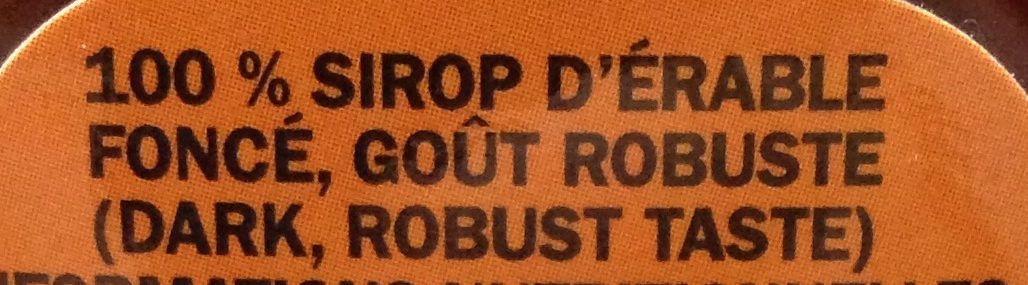 100 % SIROP D'ÉRABLE
FONCÉ, GOÛT ROBUSTE
(DARK, ROBUST TASTE)